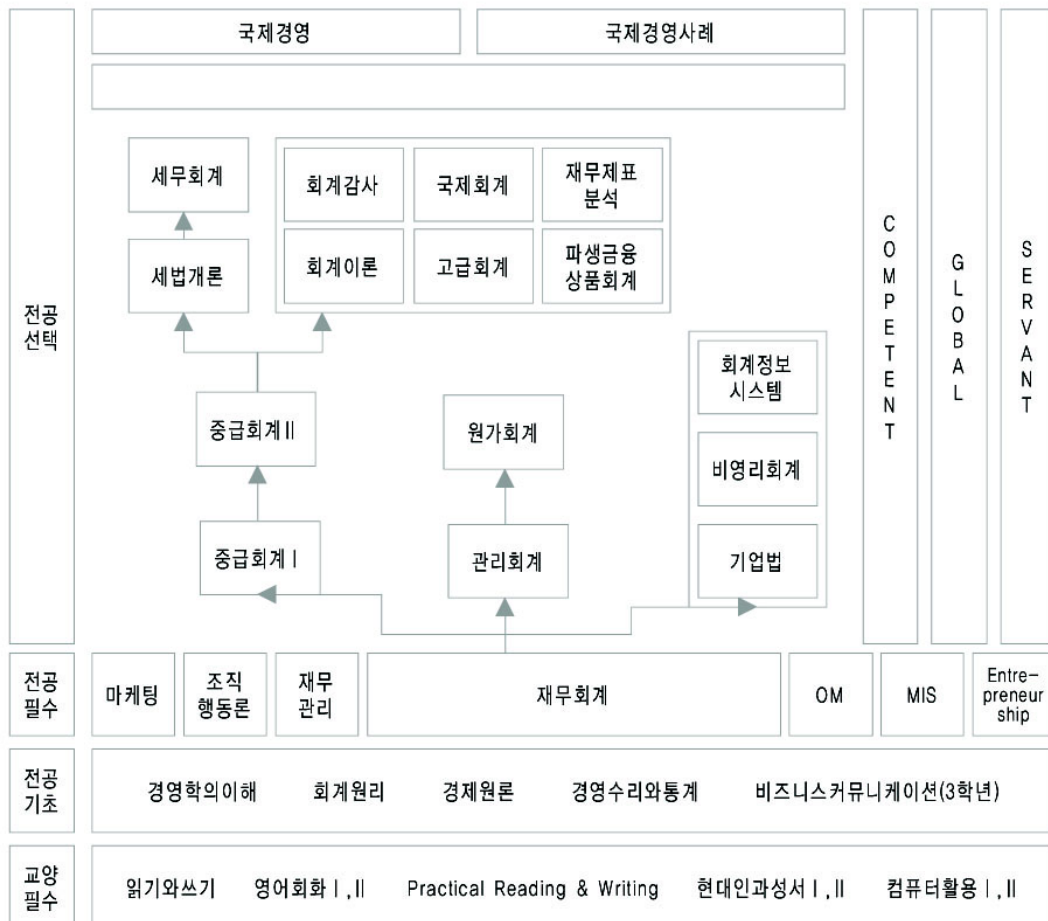 국제경영
국제경영사례
세무회계
회계감사
국제회계
재무제표
분석
세법개론
회계이론
고급회계
파생금융
상품회계
전공
선택
회계정보
시스템
중급회계Ⅱ
원가회계
비영리회계
중급회계Ⅰ
관리회계
기업법
COMPETENT
GLOBAL
SERVANT
전공
필수
마케팅
조직
행동론
재무
관리
재무회계
OM
MIS
Entre-
preneur
ship
전공
기초
경영학의이해 회계원리 경제원론 경영수리와통계 비즈니스커뮤니케이션(3학년)
교양
필수
읽기와쓰기 영어회화Ⅰ,Ⅱ Practical Reading & Writing 현대인과성서Ⅰ,Ⅱ 컴퓨터활용Ⅰ,Ⅱ